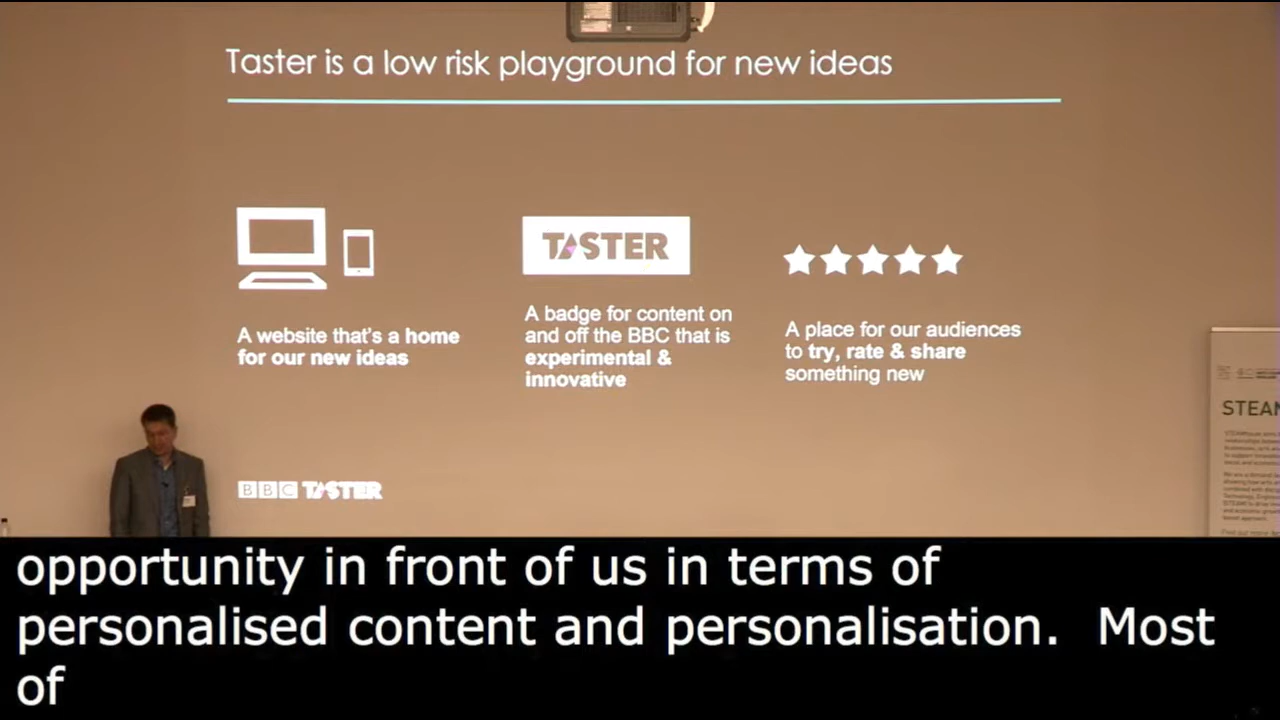 Taster is a low risk playground for new ideas
TASTER
A website that's a home
for our new ideas
A badge for content on
and off the BBC that is
experimental &
innovative
A place for our audiences
to try, rate & share
something new
BBC TASTER
STEAM
opportunity in front of us in terms of
personalised content and personalisation.  Most
of